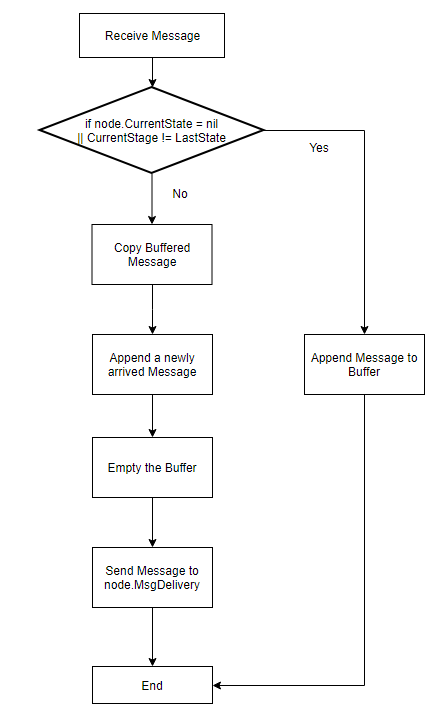 Receive Message
if node.CurrentState = nil
|| CurrentStage != LastState
Yes
No
Copy Buffered
Message
Append a newly
arrived Message
Append Message to
Buffer
Empty the Buffer
Send Message to
node.MsgDelivery
End